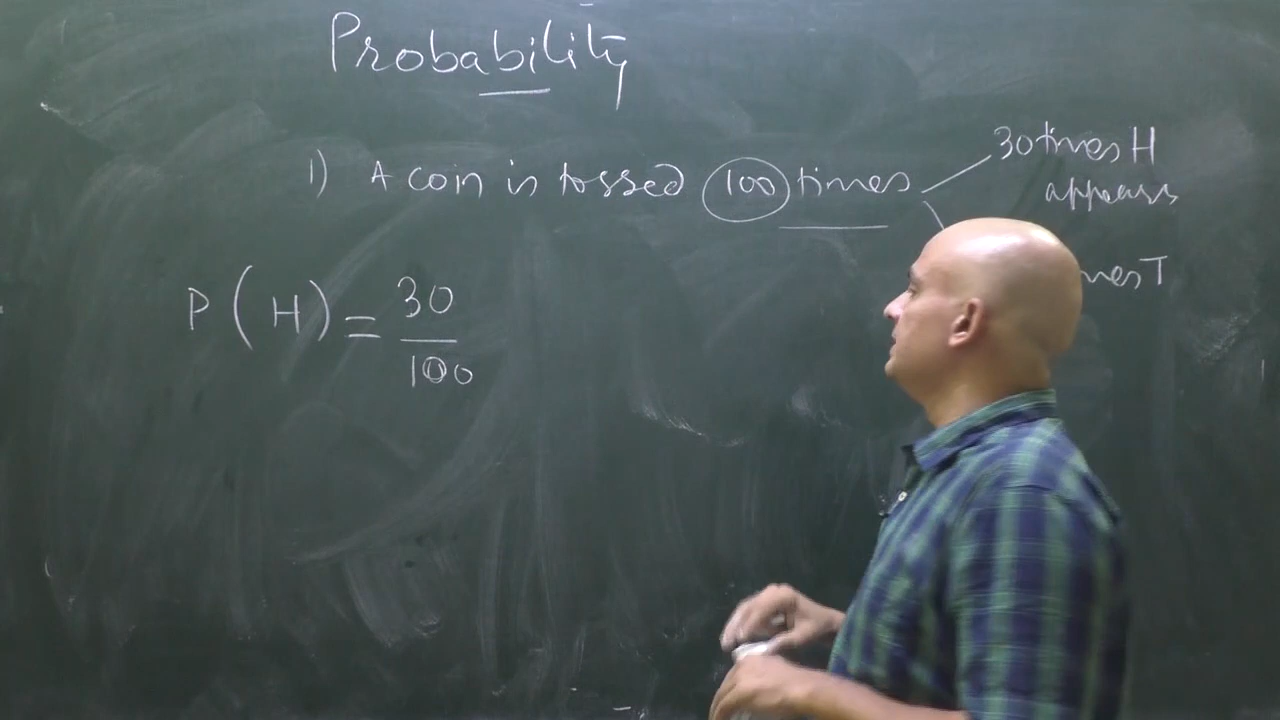 Probability
1) A coin is tossed 100 times
30 times H
appears
T
P(H) = 30/100